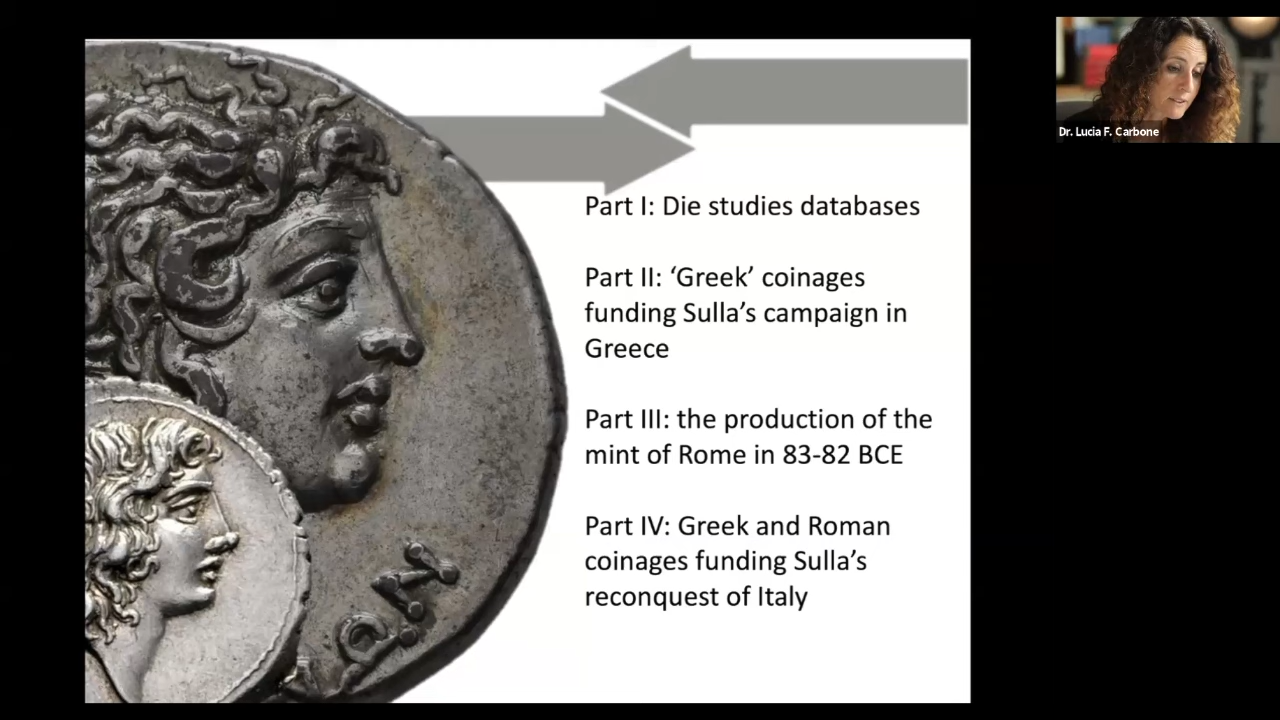 Part I: Die studies databases
Part II: ‘Greek’ coinages
funding Sulla’s campaign in
Greece
Part III: the production of the
mint of Rome in 83-82 BCE
Part IV: Greek and Roman
coinages funding Sulla’s
reconquest of Italy
Dr. Lucia F. Carbone